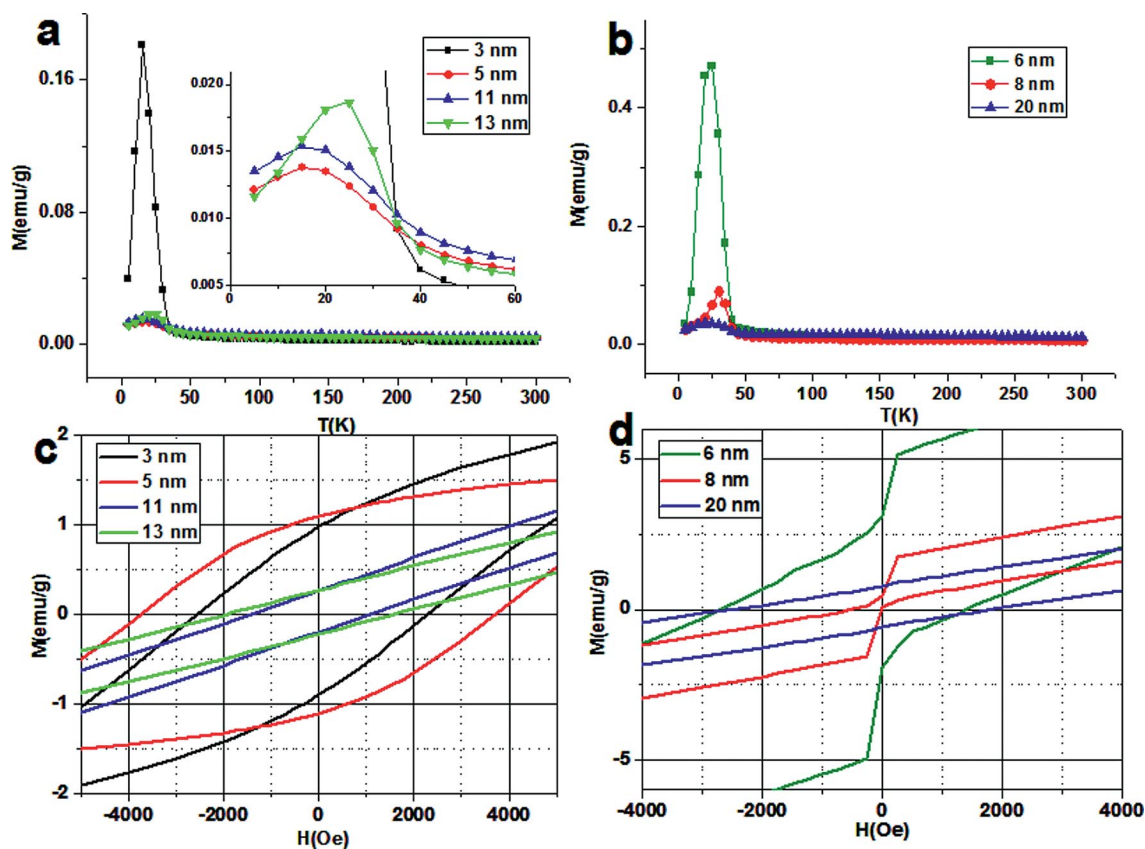 a
M(emu/g)
0.16
0.08
0.00
3 nm
5 nm
11 nm
13 nm
0.020
0.015
0.010
0.005
0 20 40 60
0 50 100 150 200 250 300
T(K)
b
M(emu/g)
0.4
0.2
0.0
6 nm
8 nm
20 nm
0 50 100 150 200 250 300
T(K)
c
M(emu/g)
2
1
0
-1
-2
3 nm
5 nm
11 nm
13 nm
-4000 -2000 0 2000 4000
H(Oe)
d
M(emu/g)
5
0
-5
6 nm
8 nm
20 nm
-4000 -2000 0 2000 4000
H(Oe)